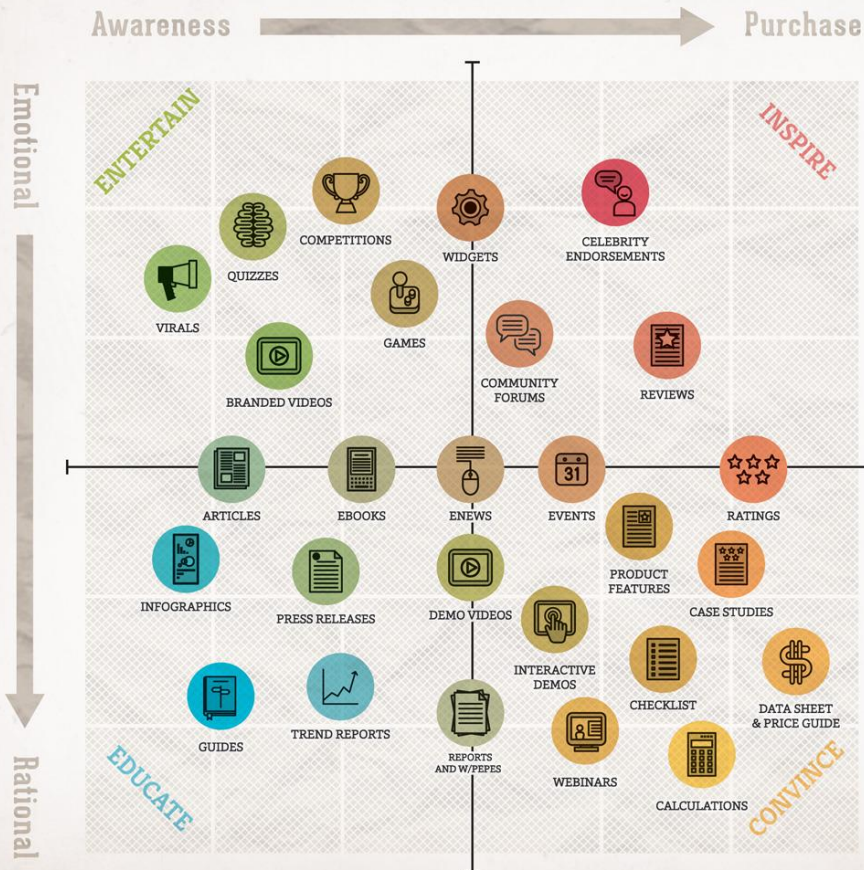 Awareness
Purchase
Emotional
Rational
ENTERTAIN
INSPIRE
COMPETITIONS
QUIZZES
WIDGETS
CELEBRITY
ENDORSEMENTS
VIRALS
GAMES
BRANDED VIDEOS
COMMUNITY
FORUMS
REVIEWS
31
ARTICLES
EBOOKS
ENEWS
EVENTS
RATINGS
INFOGRAPHICS
PRESS RELEASES
DEMO VIDEOS
PRODUCT
FEATURES
CASE STUDIES
INTERACTIVE
DEMOS
CHECKLIST
DATA SHEET
& PRICE GUIDE
GUIDES
TREND REPORTS
REPORTS
AND W/PEPES
WEBINARS
CALCULATIONS
EDUCATE
CONVINCE